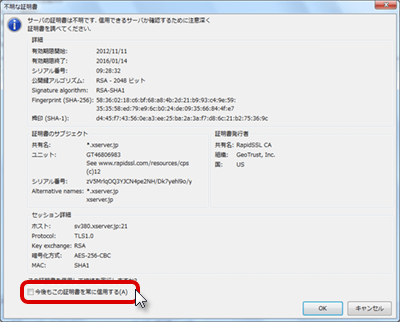 不明な証明書
サーバの証明書は不明です. 信用できるサーバか確認するために注意深く
証明書を調べてください.
詳細
有効期限開始: 2012/11/11
有効期限終了: 2016/01/14
シリアル番号: 09:28:32
公開鍵アルゴリズム: RSA - 2048 ビット
Signature algorithm: RSA-SHA1
Fingerprint (SHA-256): 58:36:02:18:c6:bf:68:a8:4b:2d:21:b9:93:c4:9e:59:
35:35:58:ed:79:e9:6c:b0:24:de:09:35:66:84:4f:e7
拇印 (SHA-1): d4:45:f7:43:56:0e:a3:ee:25:ba:2a:3a:f7:d8:6c:21:b2:75:36:9c
証明書のサブジェクト
共有名: *.xserver.jp
ユニット: GT46806983
See www.rapidssl.com/resources/cps
(c)12
シリアル番号: zV5MrlqOQ3YJCN4pe2NH/Dk7yehl9o/y
Alternative names: *.xserver.jp
xserver.jp
証明書発行者
共有名: RapidSSL CA
組織: GeoTrust, Inc.
国: US
セッション詳細
ホスト: sv380.xserver.jp:21
Protocol: TLS1.0
Key exchange: RSA
暗号化方式: AES-256-CBC
MAC: SHA1
今後もこの証明書を常に信用する(A)
OK
キャンセル